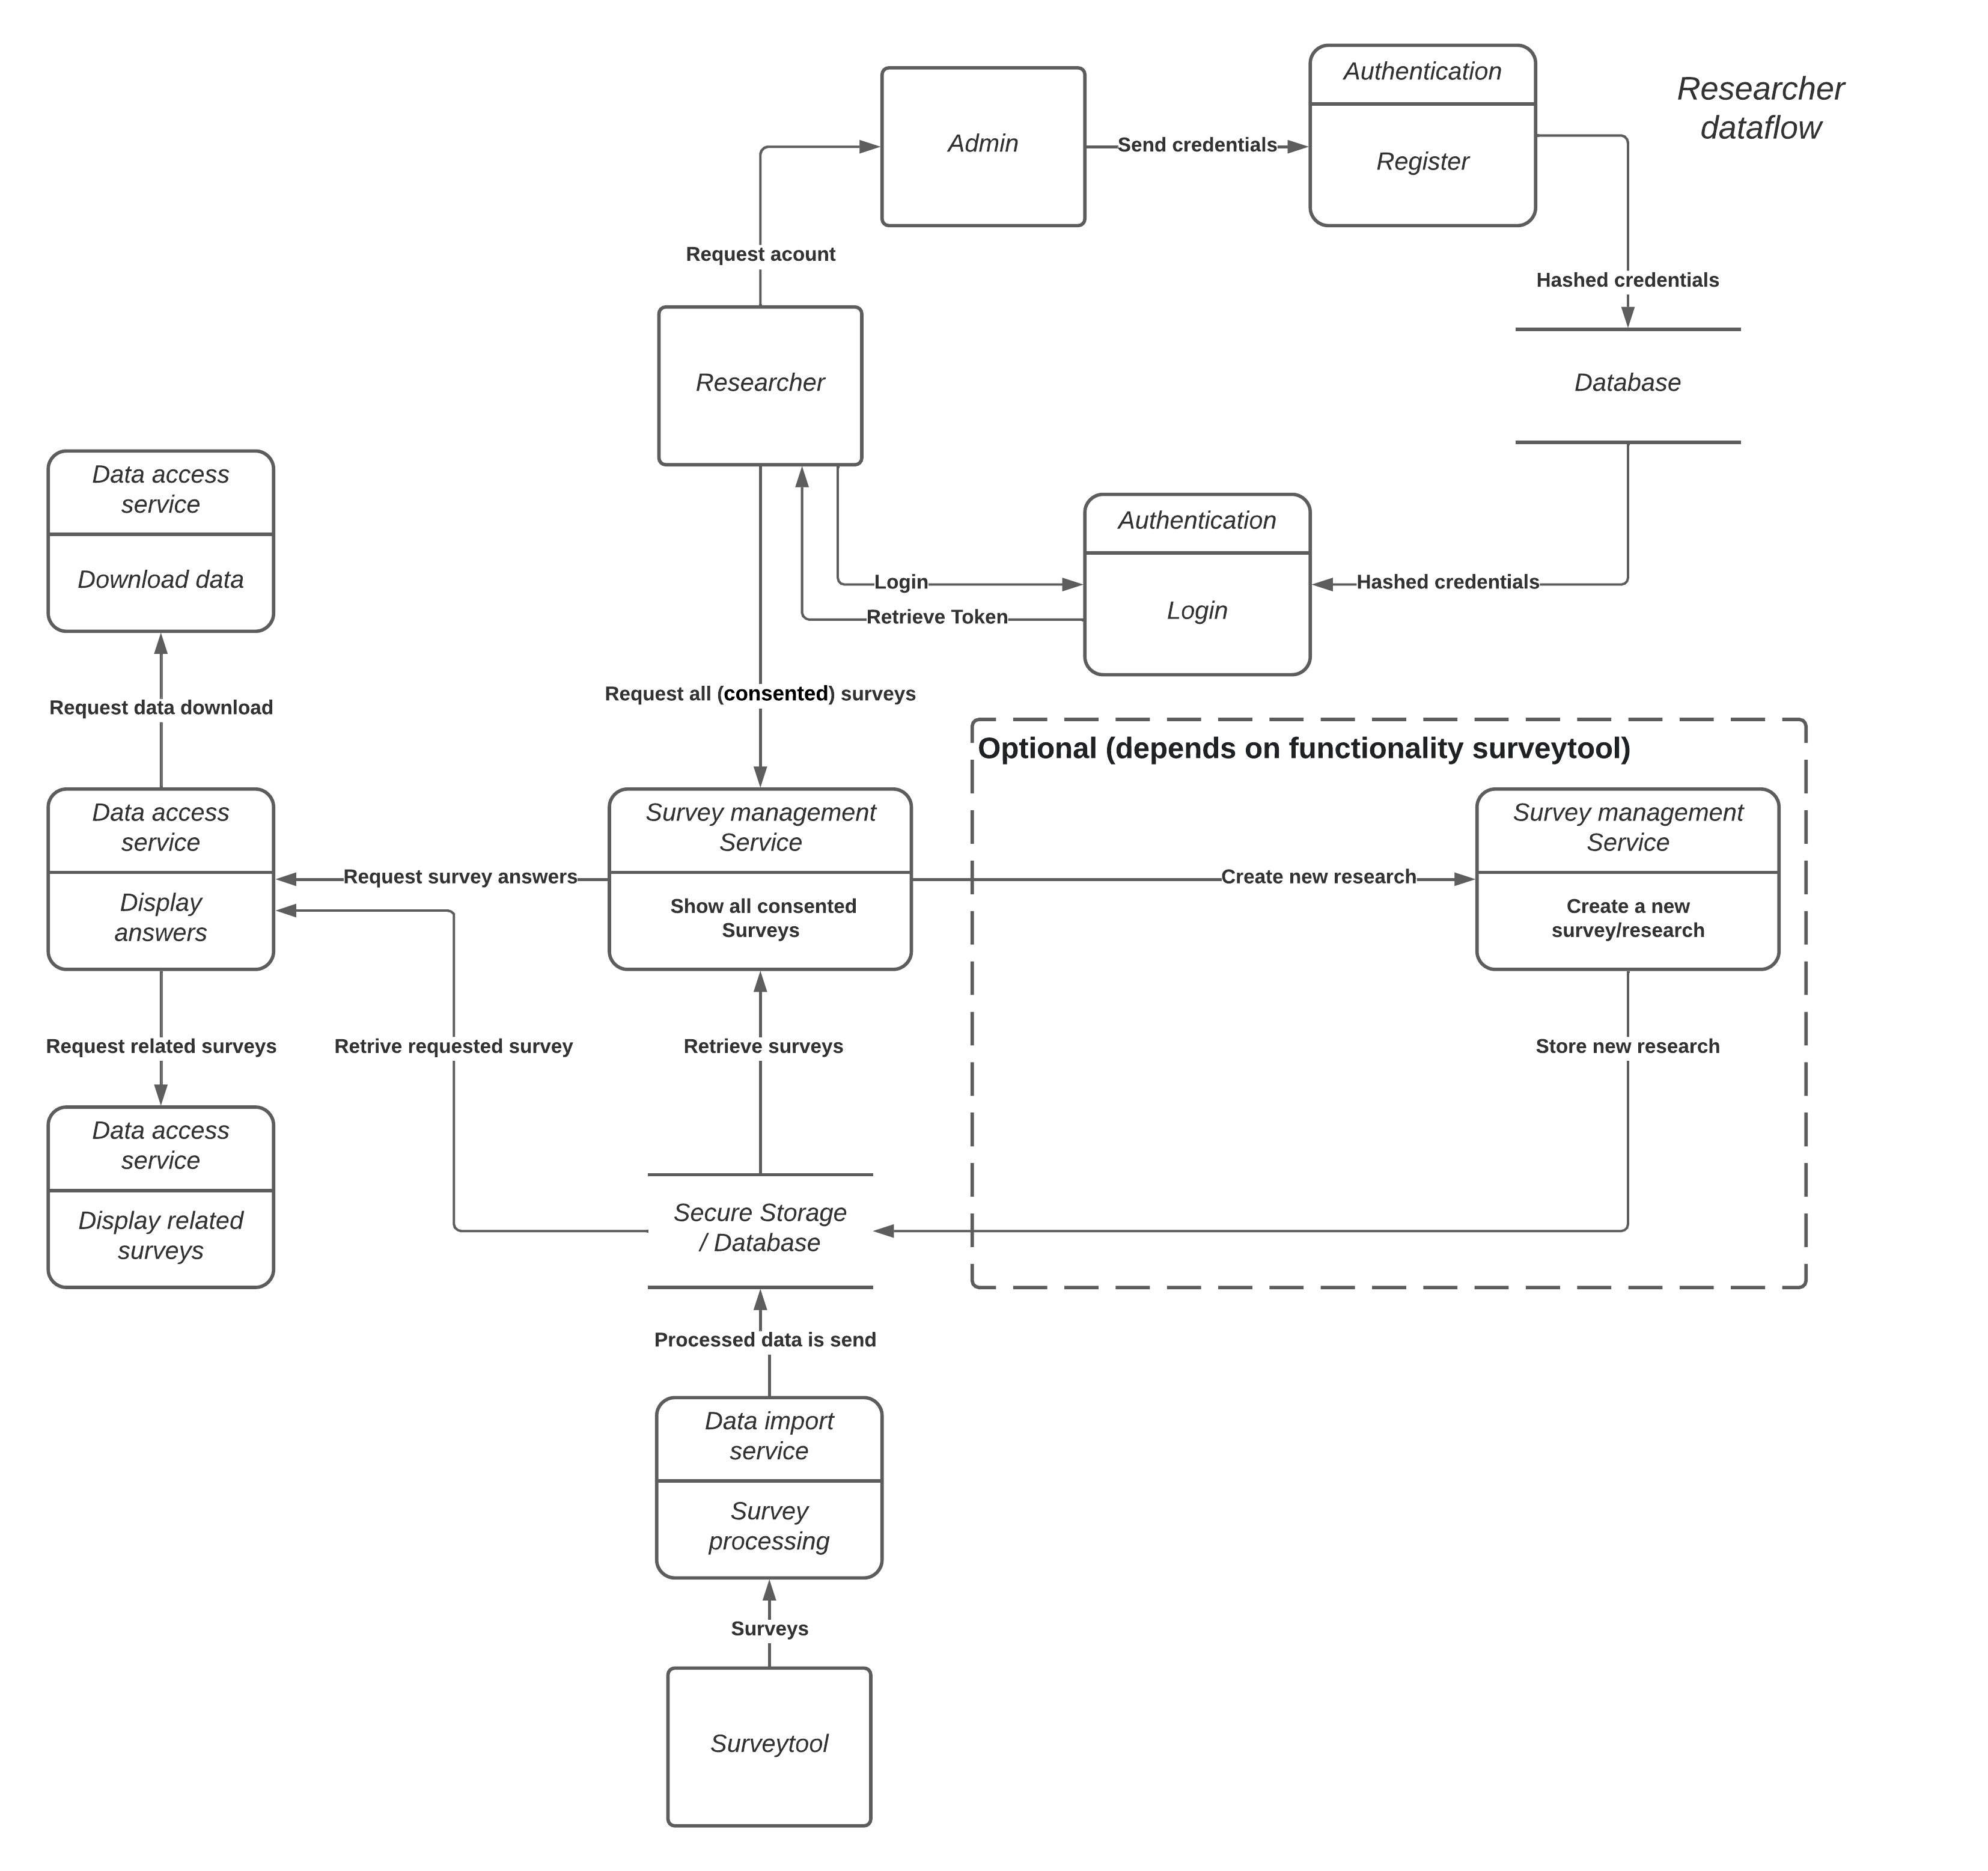 Authentication
Register
Researcher
dataflow
Admin
Send credentials
Request acount
Hashed credentials
Researcher
Database
Data access
service
Download data
Authentication
Login
Login
Hashed credentials
Retrieve Token
Request all (consented) surveys
Request data download
Optional (depends on functionality surveytool)
Data access
service
Display
answers
Request survey answers
Survey management
Service
Show all consented
Surveys
Create new research
Survey management
Service
Create a new
survey/research
Request related surveys
Retrive requested survey
Retrieve surveys
Store new research
Data access
service
Display related
surveys
Secure Storage
/ Database
Processed data is send
Data import
service
Survey
processing
Surveys
Surveytool